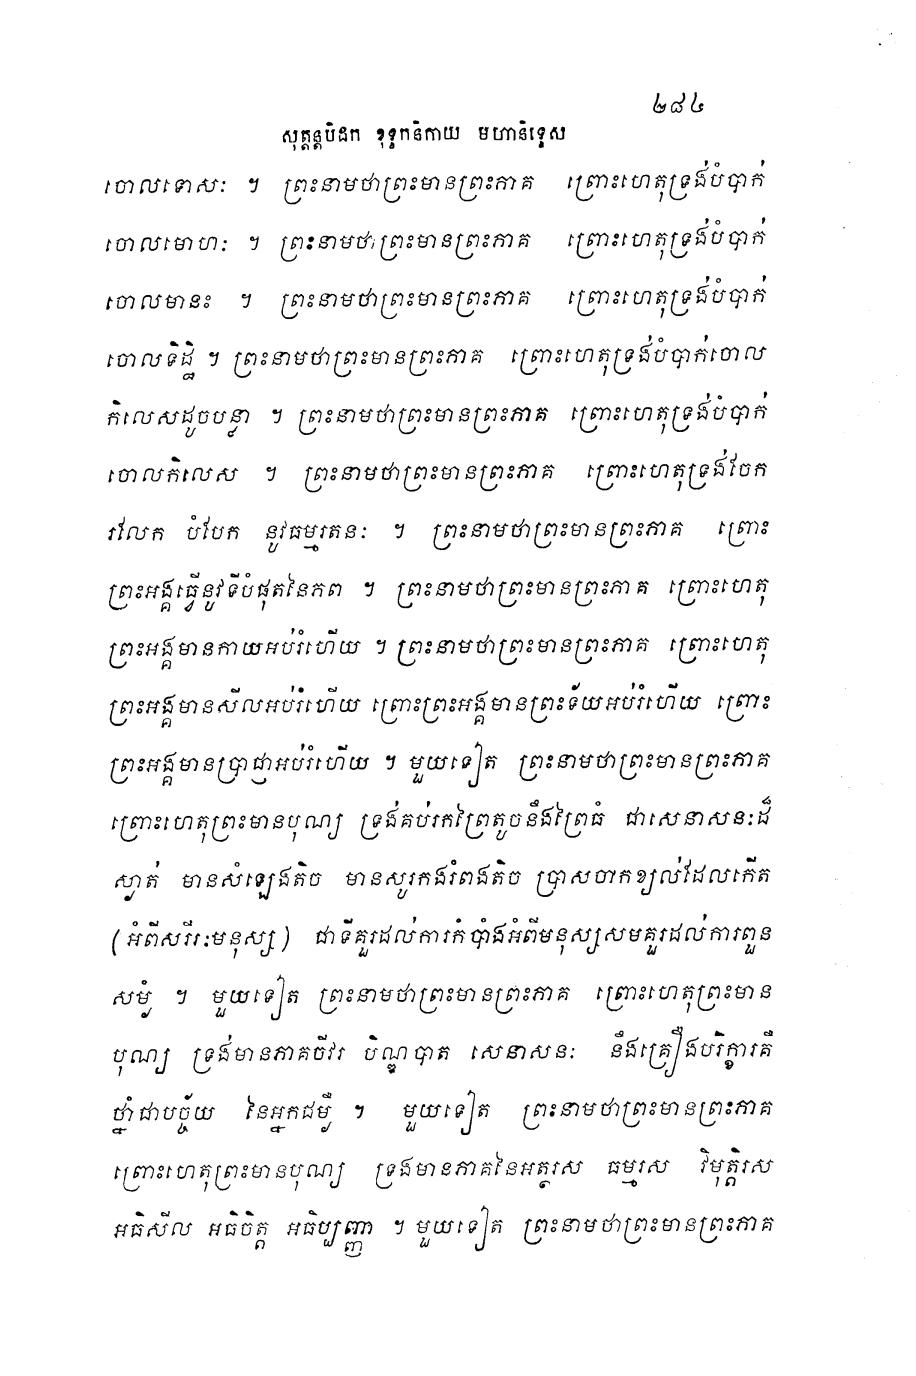 ២៨៤
សុត្តន្តបិដក ខុទ្ទកនិកាយ មហានិទ្ទេស
ចោលទោសៈ ។ ព្រះនាមថាព្រះមានព្រះភាគ ព្រោះហេតុទ្រង់បំបាក់
ចោលមោហៈ ។ ព្រះនាមថាព្រះមានព្រះភាគ ព្រោះហេតុទ្រង់បំបាក់
ចោលមានះ ។ ព្រះនាមថាព្រះមានព្រះភាគ ព្រោះហេតុទ្រង់បំបាក់
ចោលទិដ្ឋិ ។ ព្រះនាមថាព្រះមានព្រះភាគ ព្រោះហេតុទ្រង់បំបាក់ចោល
កិលេសដូចបន្លា ។ ព្រះនាមថាព្រះមានព្រះភាគ ព្រោះហេតុទ្រង់បំបាក់
ចោលកិលេស ។ ព្រះនាមថាព្រះមានព្រះភាគ ព្រោះហេតុទ្រង់ចែក
រលែក បំបែក នូវធម្មរតនៈ ។ ព្រះនាមថាព្រះមានព្រះភាគ ព្រោះ
ព្រះអង្គធ្វើនូវទីបំផុតនៃភព ។ ព្រះនាមថាព្រះមានព្រះភាគ ព្រោះហេតុ
ព្រះអង្គមានកាយអប់រំហើយ ។ ព្រះនាមថាព្រះមានព្រះភាគ ព្រោះហេតុ
ព្រះអង្គមានសីលអប់រំហើយ ព្រោះព្រះអង្គមានព្រះទ័យអប់រំហើយ ព្រោះ
ព្រះអង្គមានប្រាជ្ញាអប់រំហើយ ។ មួយទៀត ព្រះនាមថាព្រះមានព្រះភាគ
ព្រោះហេតុព្រះមានបុណ្យ ទ្រង់គប់រកព្រៃតូចនឹងព្រៃធំ ជាសេនាសនៈដ៏
ស្ងាត់ មានសំឡេងតិច មានសូរកងរំពងតិច ប្រាសចាកខ្យល់ដែលកើត
(អំពីសរីរៈមនុស្ស) ជាទីគួរដល់ការកំបាំងអំពីមនុស្សសមគួរដល់ការពួន
សម្ងំ ។ មួយទៀត ព្រះនាមថាព្រះមានព្រះភាគ ព្រោះហេតុព្រះមាន
បុណ្យ ទ្រង់មានភាគចីវរ បិណ្ឌបាត សេនាសនៈ នឹងគ្រឿងបរិក្ខារគឺ
ថ្នាំជាបច្ច័យ នៃអ្នកជម្ងឺ ។ មួយទៀត ព្រះនាមថាព្រះមានព្រះភាគ
ព្រោះហេតុព្រះមានបុណ្យ ទ្រងមានភាគនៃអត្ថរស ធម្មរស វិមុត្តិរស
អធិសីល អធិចិត្ត អធិប្បញ្ញា ។ មួយទៀត ព្រះនាមថាព្រះមានព្រះភាគ